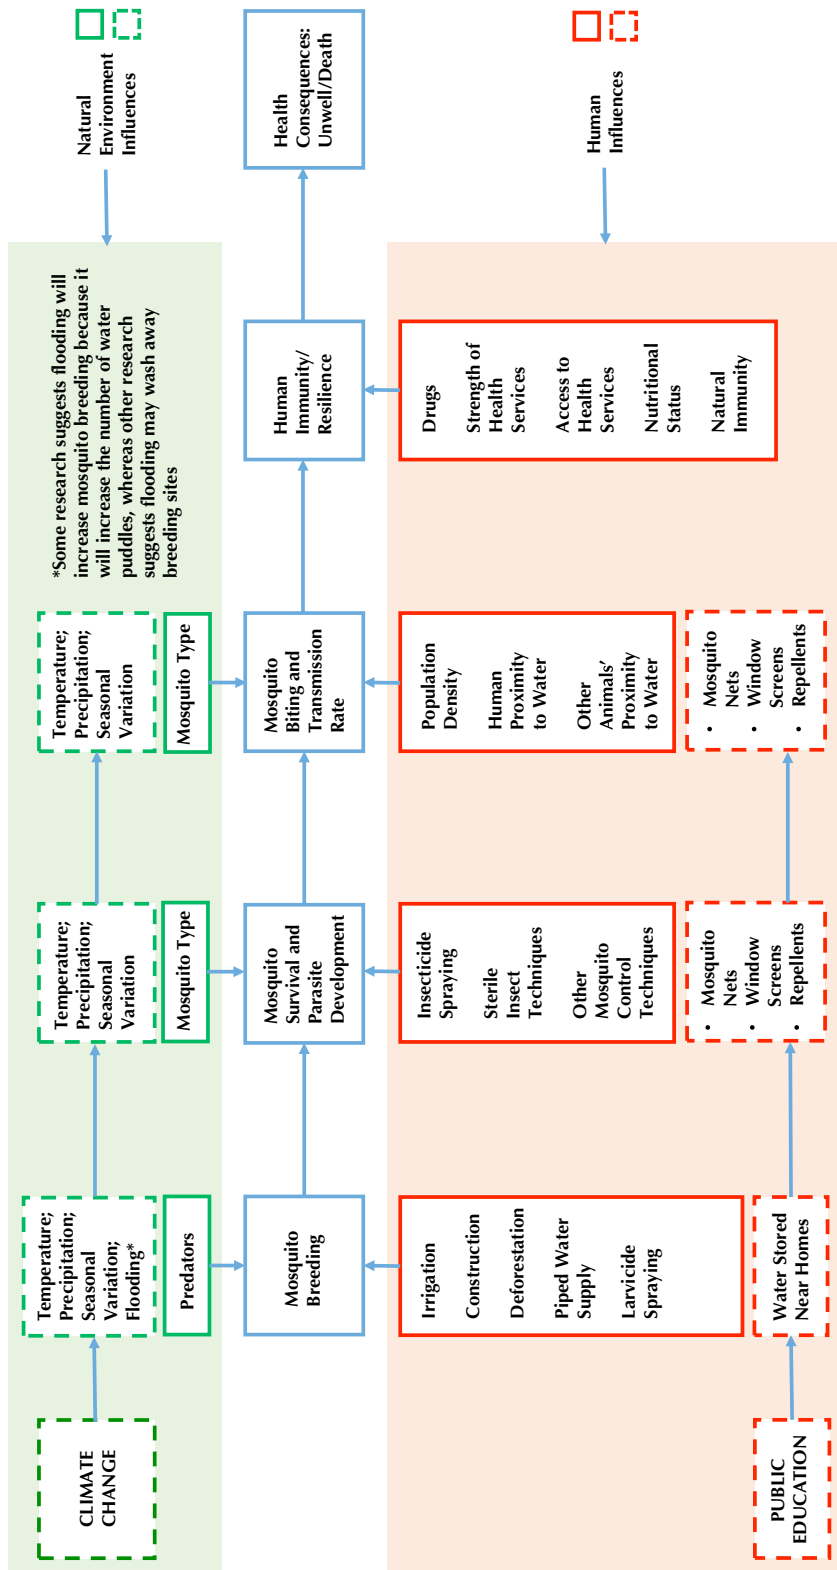 CLIMATE
CHANGE
Temperature;
Precipitation;
Seasonal
Variation;
Flooding*
Predators
Temperature;
Precipitation;
Seasonal
Variation
Mosquito Type
Temperature;
Precipitation;
Seasonal
Variation
Mosquito Type
*Some research suggests flooding will
increase mosquito breeding because it
will increase the number of water
puddles, whereas other research
suggests flooding may wash away
breeding sites
Natural
Environment
Influences
Mosquito
Breeding
Mosquito
Survival and
Parasite
Development
Mosquito
Biting and
Transmission
Rate
Human
Immunity/
Resilience
Health
Consequences:
Unwell/Death
Irrigation
Construction
Deforestation
Piped Water
Supply
Larvicide
Spraying
Insecticide
Spraying
Sterile
Insect
Techniques
Other
Mosquito
Control
Techniques
Population
Density
Human
Proximity
to Water
Other
Animals’
Proximity
to Water
Drugs
Strength of
Health
Services
Access to
Health
Services
Nutritional
Status
Natural
Immunity
Human
Influences
PUBLIC
EDUCATION
Water Stored
Near Homes
• Mosquito
Nets
• Window
Screens
• Repellents
• Mosquito
Nets
• Window
Screens
• Repellents